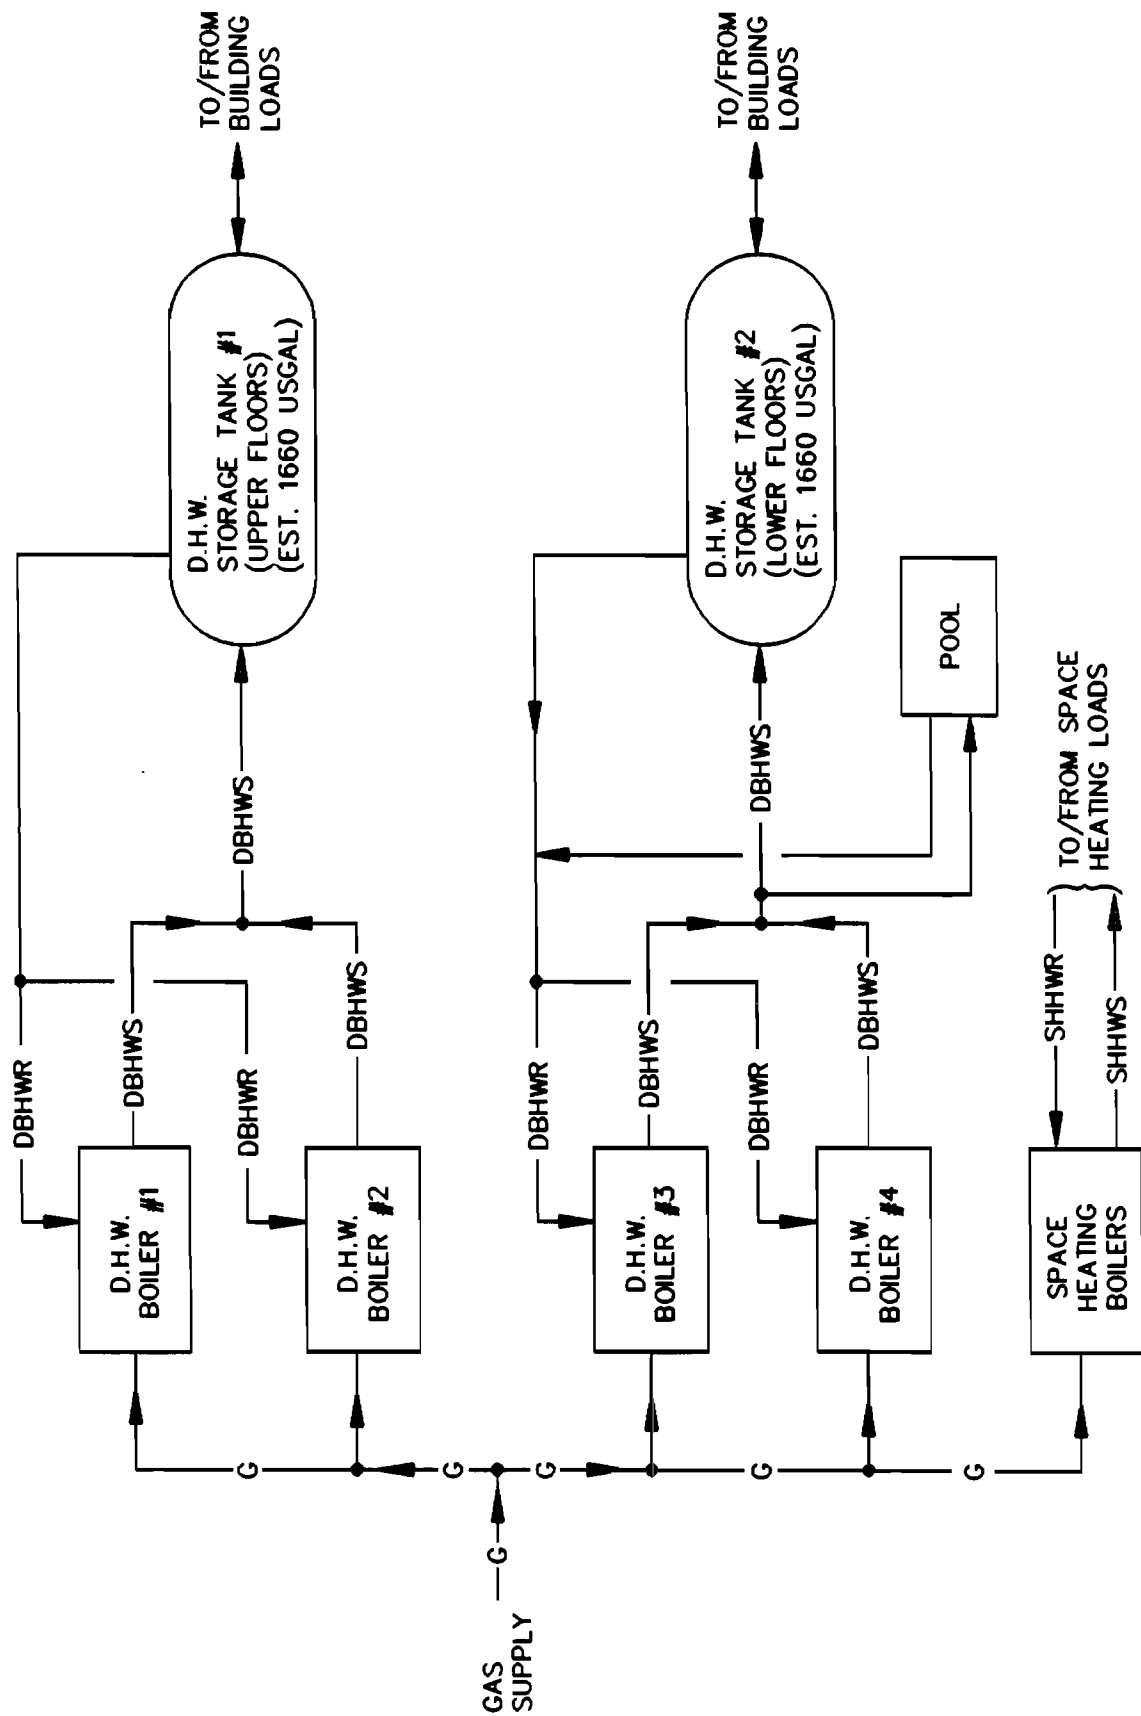 GAS
SUPPLY
G
G
G
G
G
G
D.H.W.
BOILER #1
D.H.W.
BOILER #2
D.H.W.
BOILER #3
D.H.W.
BOILER #4
SPACE
HEATING
BOILERS
DBHWR
DBHWS
DBHWR
DBHWS
DBHWS
DBHWR
DBHWS
DBHWR
DBHWS
DBHWS
SHHWR
SHHWS
TO/FROM SPACE
HEATING LOADS
D.H.W.
STORAGE TANK #1
(UPPER FLOORS)
(EST. 1660 USGAL)
D.H.W.
STORAGE TANK #2
(LOWER FLOORS)
(EST. 1660 USGAL)
POOL
TO/FROM
BUILDING
LOADS
TO/FROM
BUILDING
LOADS